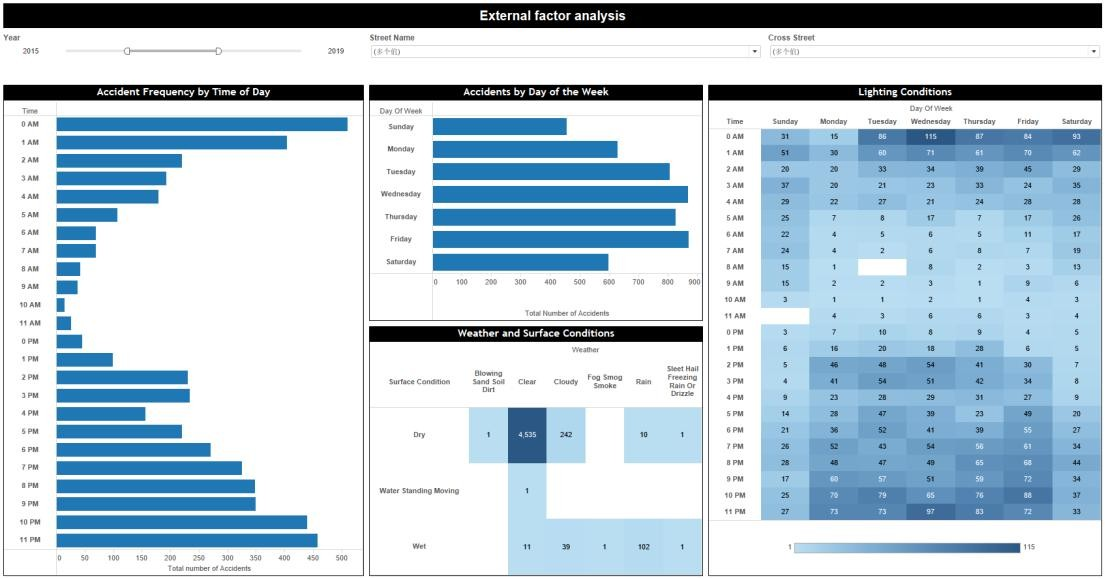 External factor analysis
Year
2015
2019
Street Name
(多个值)
Cross Street
(多个值)
Accident Frequency by Time of Day
Time
0 AM
1 AM
2 AM
3 AM
4 AM
5 AM
6 AM
7 AM
8 AM
9 AM
10 AM
11 AM
0 PM
1 PM
2 PM
3 PM
4 PM
5 PM
6 PM
7 PM
8 PM
9 PM
10 PM
11 PM
0 50 100 150 200 250 300 350 400 450 500
Total number of Accidents
Accidents by Day of the Week
Day Of Week
Sunday
Monday
Tuesday
Wednesday
Thursday
Friday
Saturday
0 100 200 300 400 500 600 700 800 900
Total Number of Accidents
Weather and Surface Conditions
Weather
Surface Condition
Blowing
Sand Soil
Dirt
Clear
Cloudy
Fog Smog
Smoke
Rain
Sleet Hail
Freezing
Rain Or
Drizzle
Dry 1 4,535 242 10 1
Water Standing Moving 1
Wet 11 39 1 102 1
Lighting Conditions
Day Of Week
Time Sunday Monday Tuesday Wednesday Thursday Friday Saturday
0 AM 31 15 86 115 87 84 93
1 AM 51 30 60 71 61 70 62
2 AM 20 20 33 34 39 45 29
3 AM 37 20 21 23 33 24 35
4 AM 29 22 27 21 24 28 28
5 AM 25 7 8 17 7 17 26
6 AM 22 4 5 6 5 11 17
7 AM 24 4 2 6 8 7 19
8 AM 15 1 8 2 3 13
9 AM 15 2 2 3 1 9 6
10 AM 3 1 1 2 1 4 3
11 AM 4 3 6 6 3 4
0 PM 3 7 10 8 9 4 5
1 PM 6 16 20 18 28 6 5
2 PM 5 46 48 54 41 30 7
3 PM 4 41 54 51 42 34 8
4 PM 9 23 28 29 31 27 9
5 PM 14 28 47 39 23 49 20
6 PM 21 36 52 41 39 55 27
7 PM 26 52 43 54 56 61 34
8 PM 28 48 47 49 65 68 44
9 PM 17 60 57 51 59 72 34
10 PM 25 70 79 65 76 88 37
11 PM 27 73 73 97 83 72 33
1 115